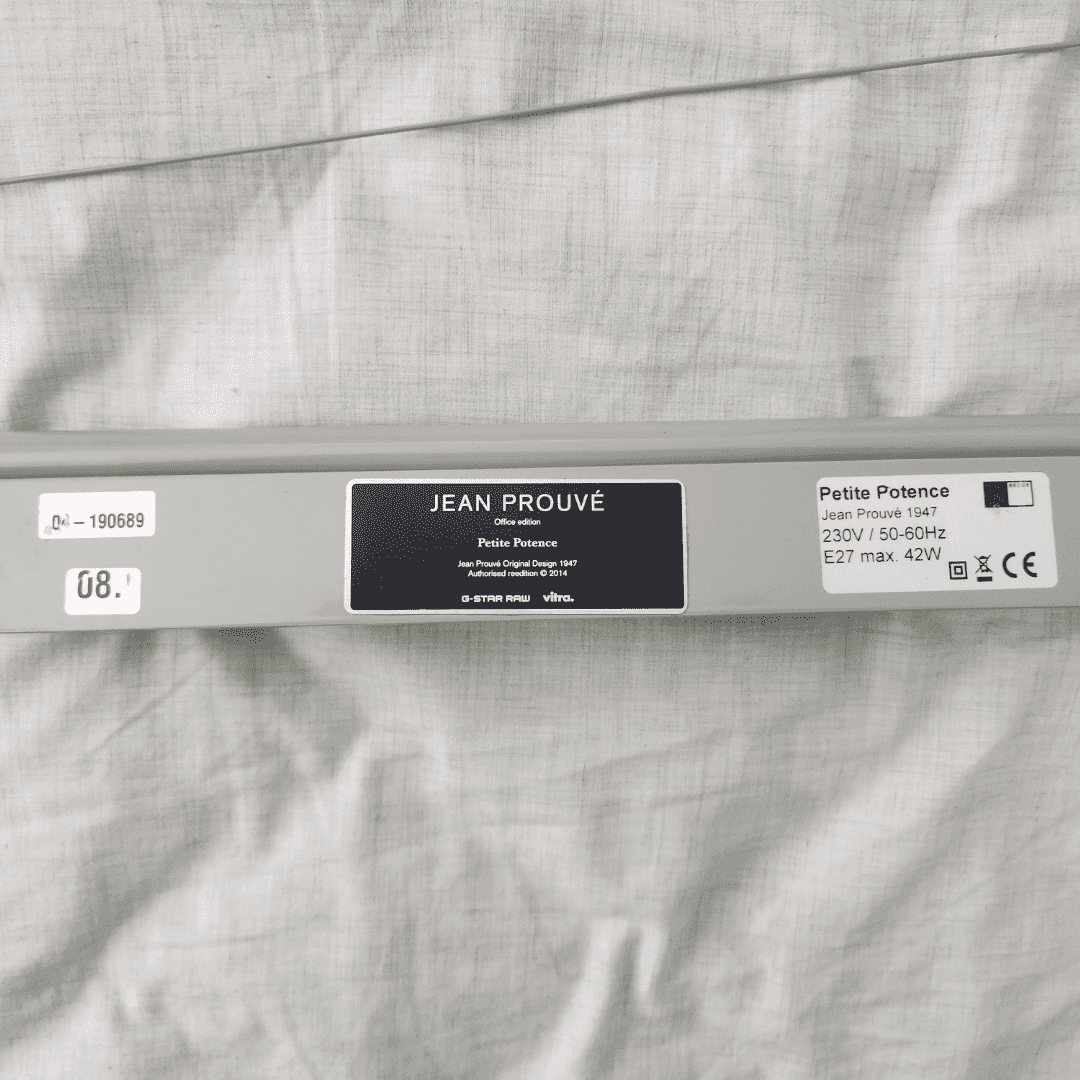 – 190689
08.
JEAN PROUVÉ
Office edition
Petite Potence
Jean Prouvé Original Design 1947
Authorised reedition © 2014
G-STAR RAW vitra.
Petite Potence
Jean Prouvé 1947
230V / 50-60Hz
E27 max. 42W
CE